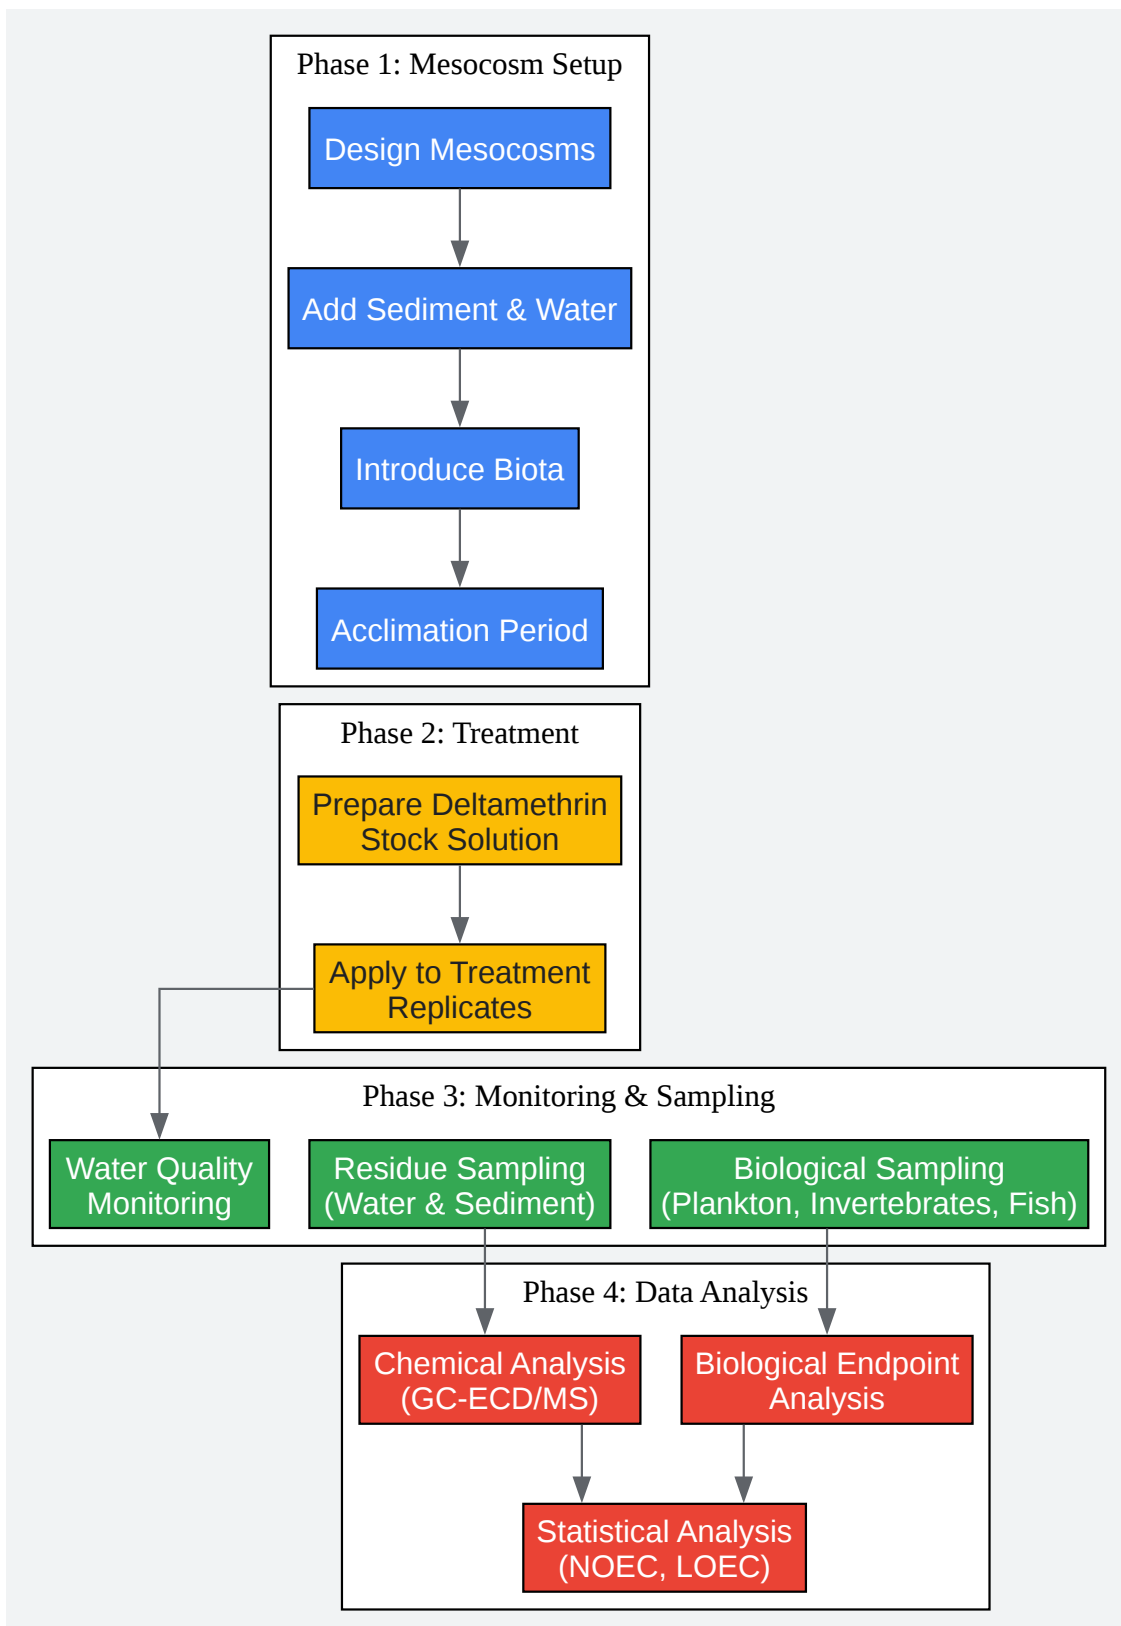 Phase 1: Mesocosm Setup
Design Mesocosms
Add Sediment & Water
Introduce Biota
Acclimation Period
Phase 2: Treatment
Prepare Deltamethrin
Stock Solution
Apply to Treatment
Replicates
Phase 3: Monitoring & Sampling
Water Quality
Monitoring
Residue Sampling
(Water & Sediment)
Biological Sampling
(Plankton, Invertebrates, Fish)
Phase 4: Data Analysis
Chemical Analysis
(GC-ECD/MS)
Biological Endpoint
Analysis
Statistical Analysis
(NOEC, LOEC)